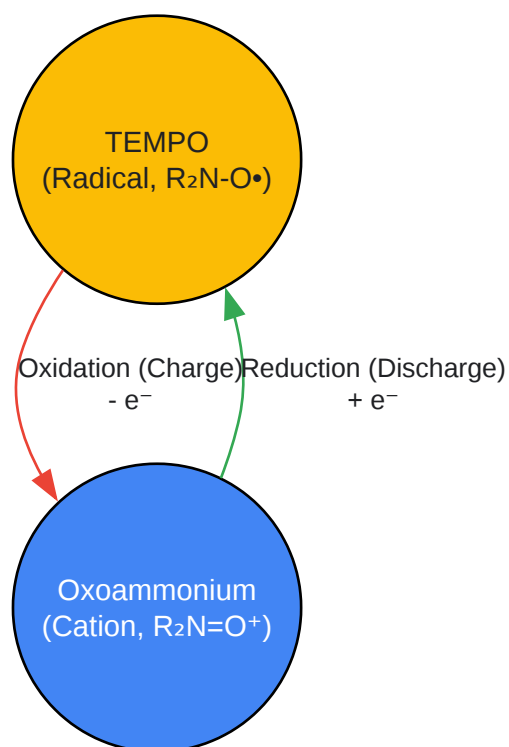 TEMPO
(Radical, R₂N-O•)
Oxidation (Charge)
- e⁻
Reduction (Discharge)
+ e⁻
Oxoammonium
(Cation, R₂N=O⁺)